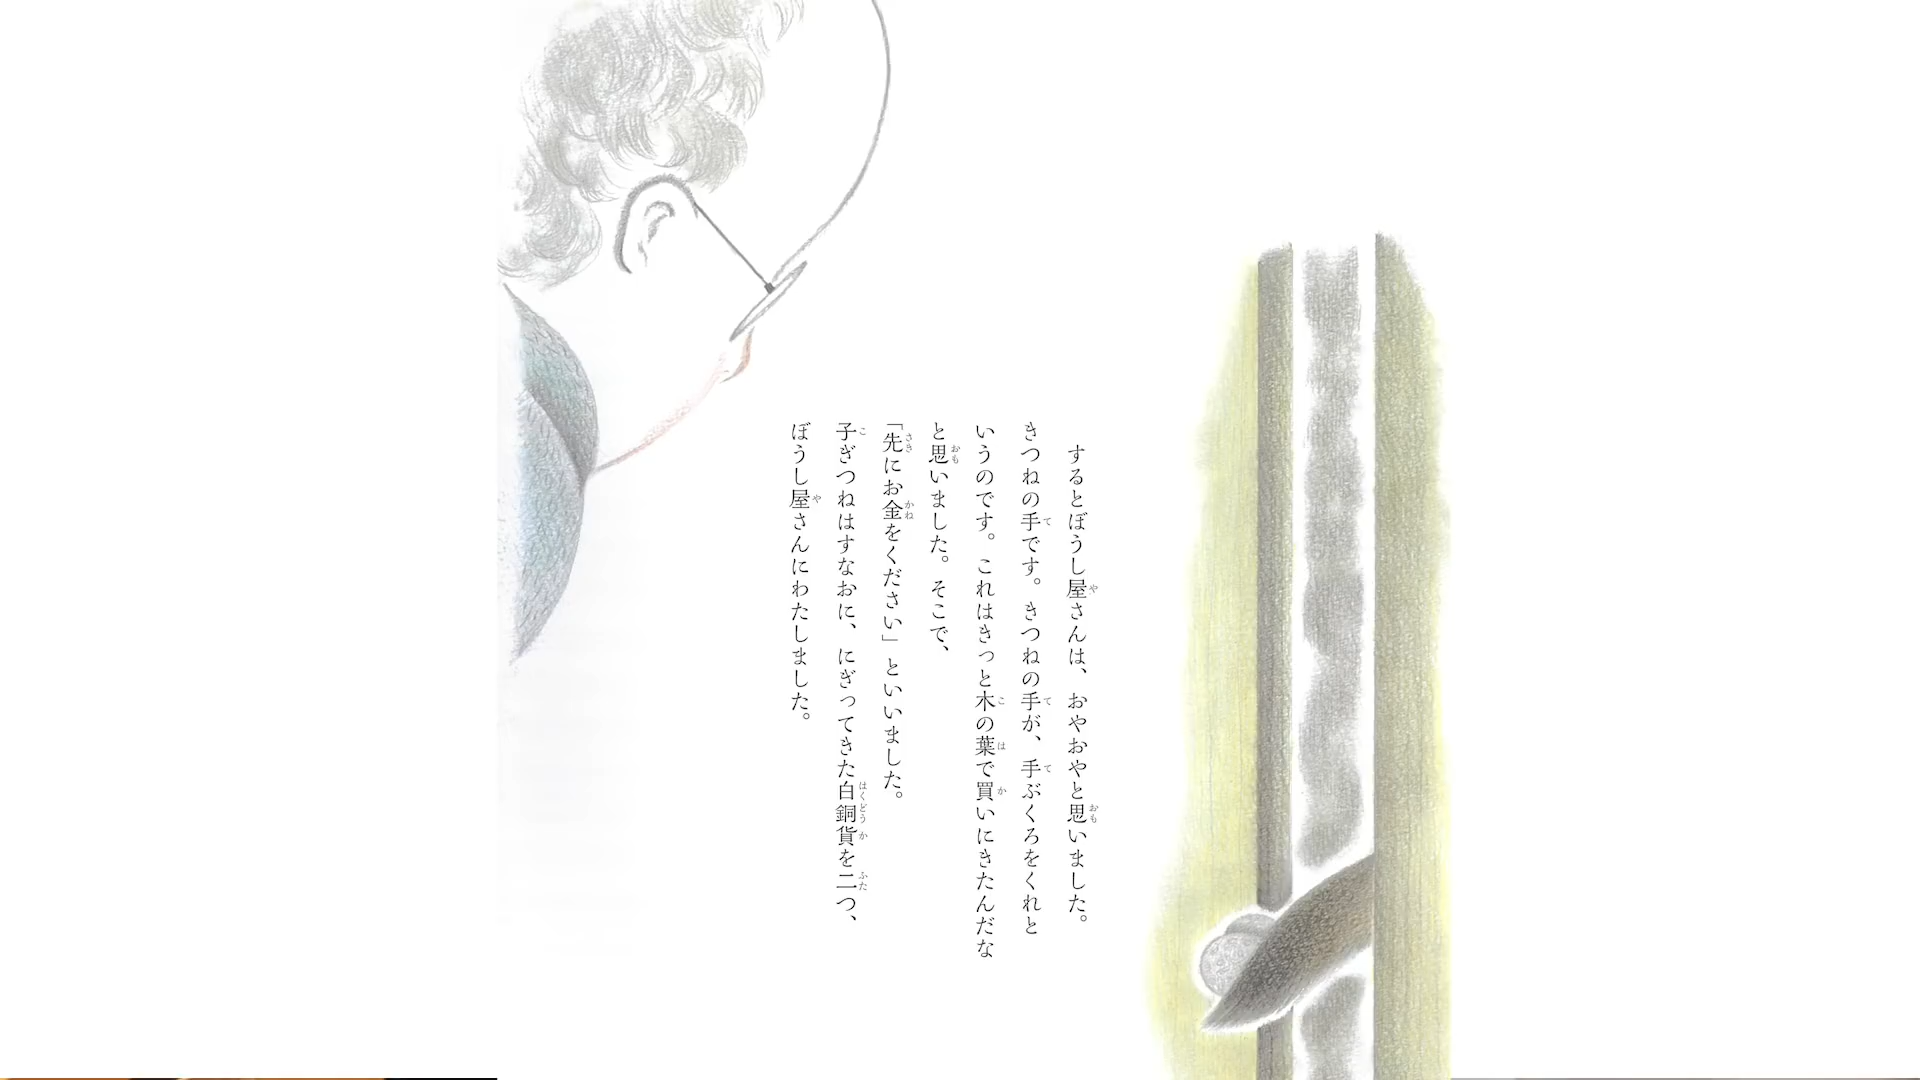 するとぼうし屋さんは、おやおやと思いました。
きつねの手です。きつねの手が、手ぶくろをくれと
いうのです。これはきっと木の葉で買いにきたんだな
と思いました。そこで、
「先にお金をください」といいました。
子ぎつねはすなおに、にぎってきた白銅貨を二つ、
ぼうし屋さんにわたしました。